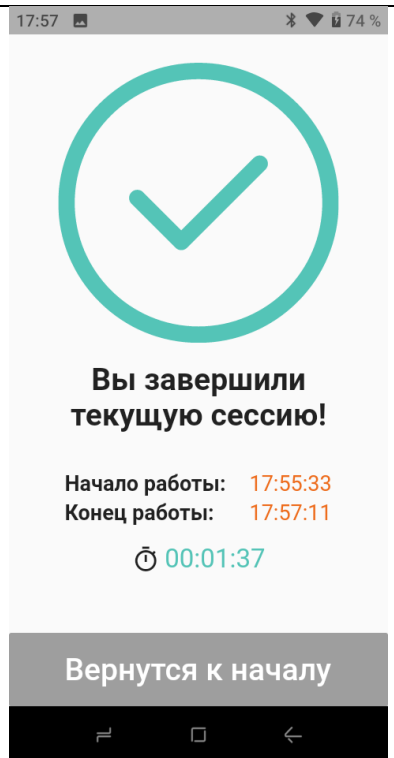 17:57 74 %
Вы завершили
текущую сессию!
Начало работы: 17:55:33
Конец работы: 17:57:11
00:01:37
Вернутся к началу